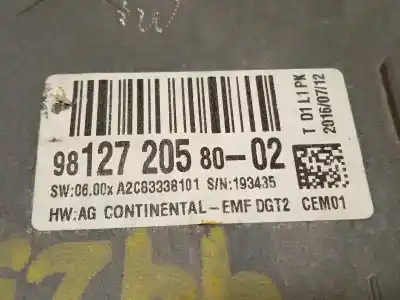 98127 205 80-02
SW:06.00x A2C83336101 S/N:193435
HW:AG CONTINENTAL-EMF DGT2 CEM01
T D1 L1 PK
2016/07/12